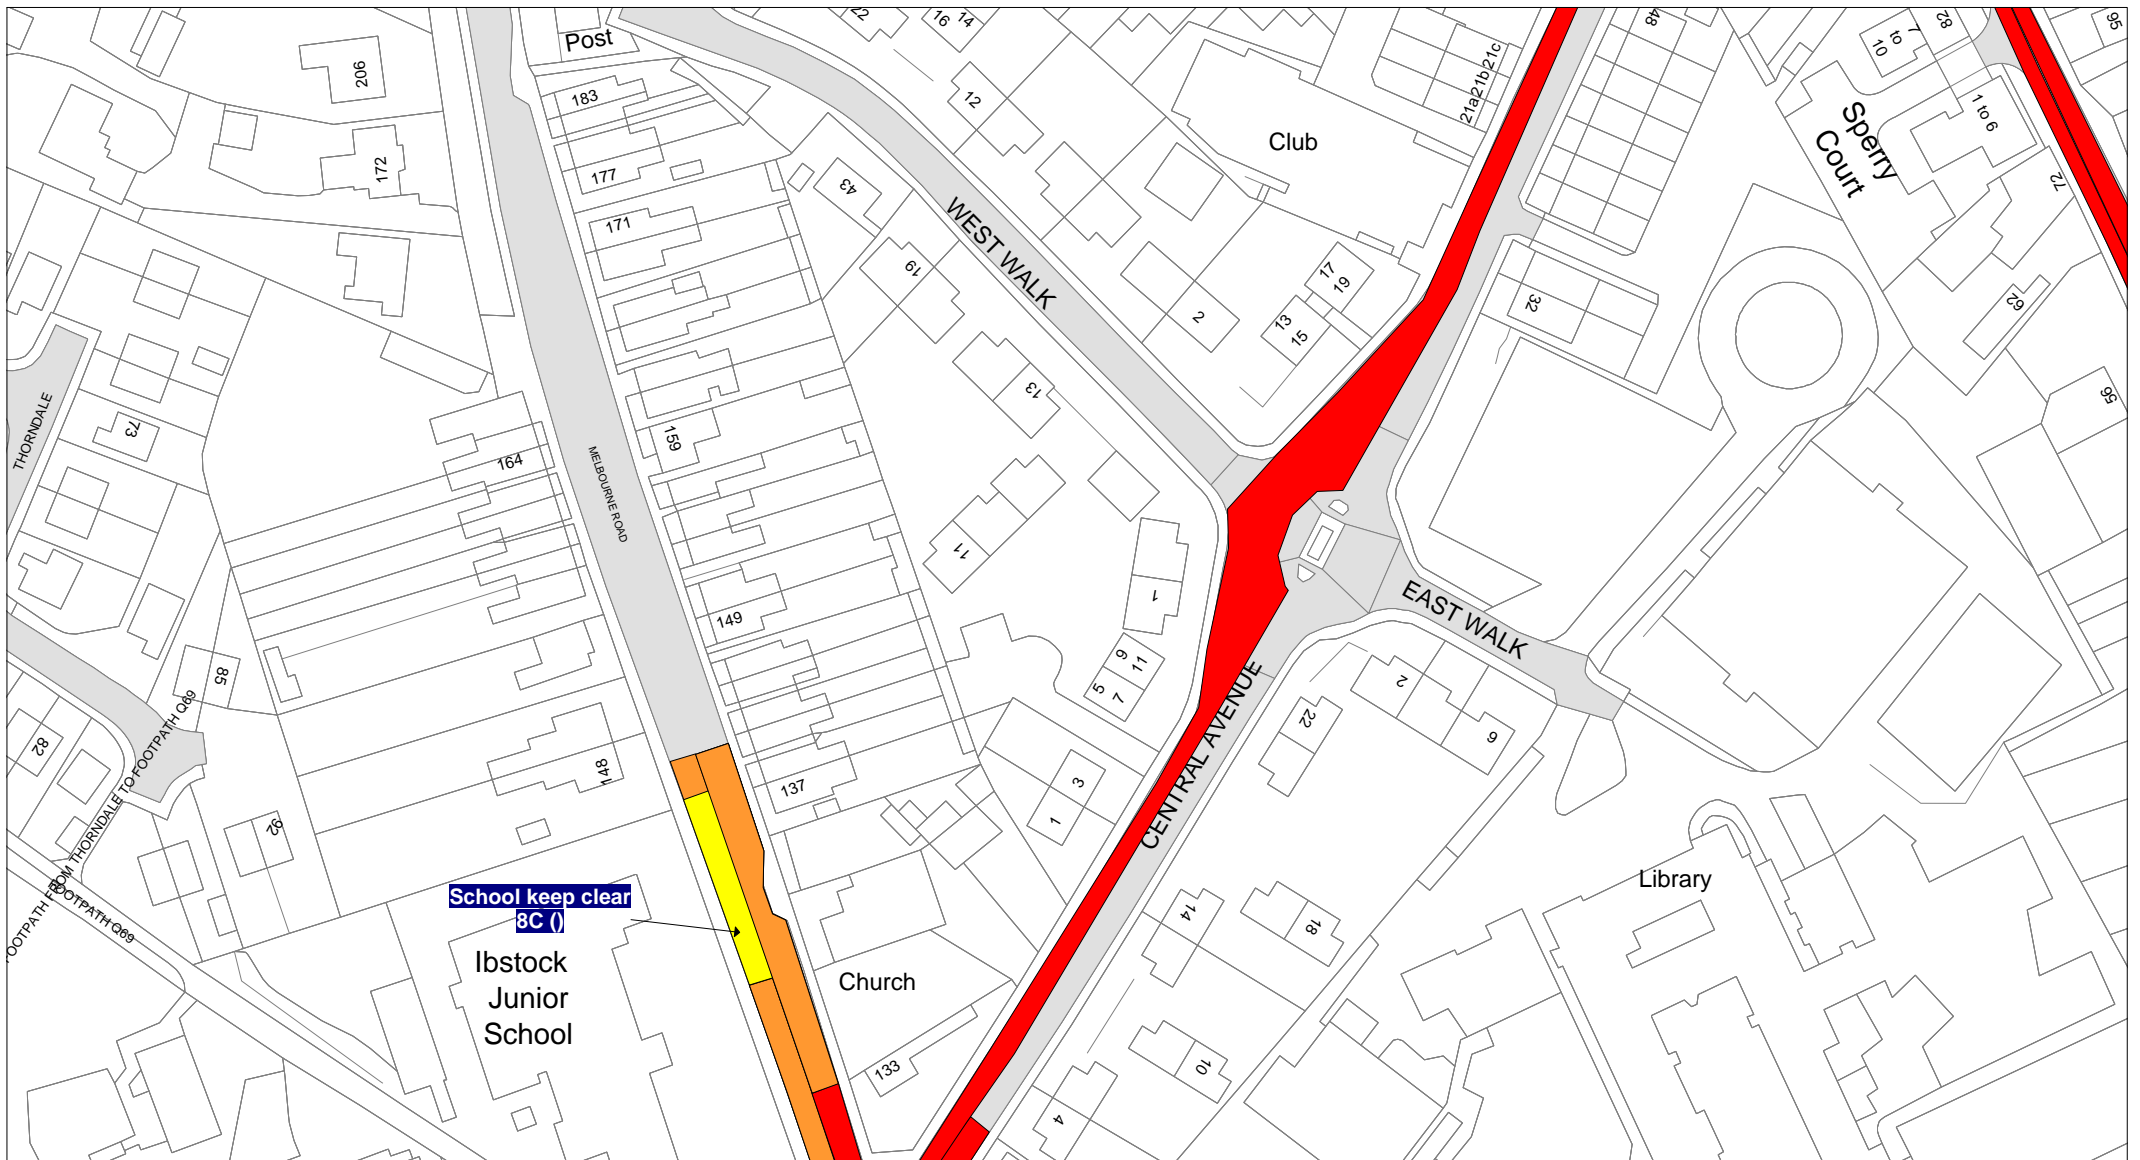 22
16
14
Post
206
183
12
21a
21b
21c
48
7
to
10
82
95
Club
Sperry
Court
1 to 6
72
172
177
43
171
WEST WALK
19
17
19
13
15
2
32
62
56
THORNDALE
73
164
159
13
MELBOURNE ROAD
11
149
1
9
11
5
7
EAST WALK
CENTRAL AVENUE
2
6
22
85
82
92
148
137
3
1
FOOTPATH FROM THORNDALE TO FOOTPATH Q69
FOOTPATH Q69
School keep clear
8C ()
Ibstock
Junior
School
Church
14
18
Library
133
10
4